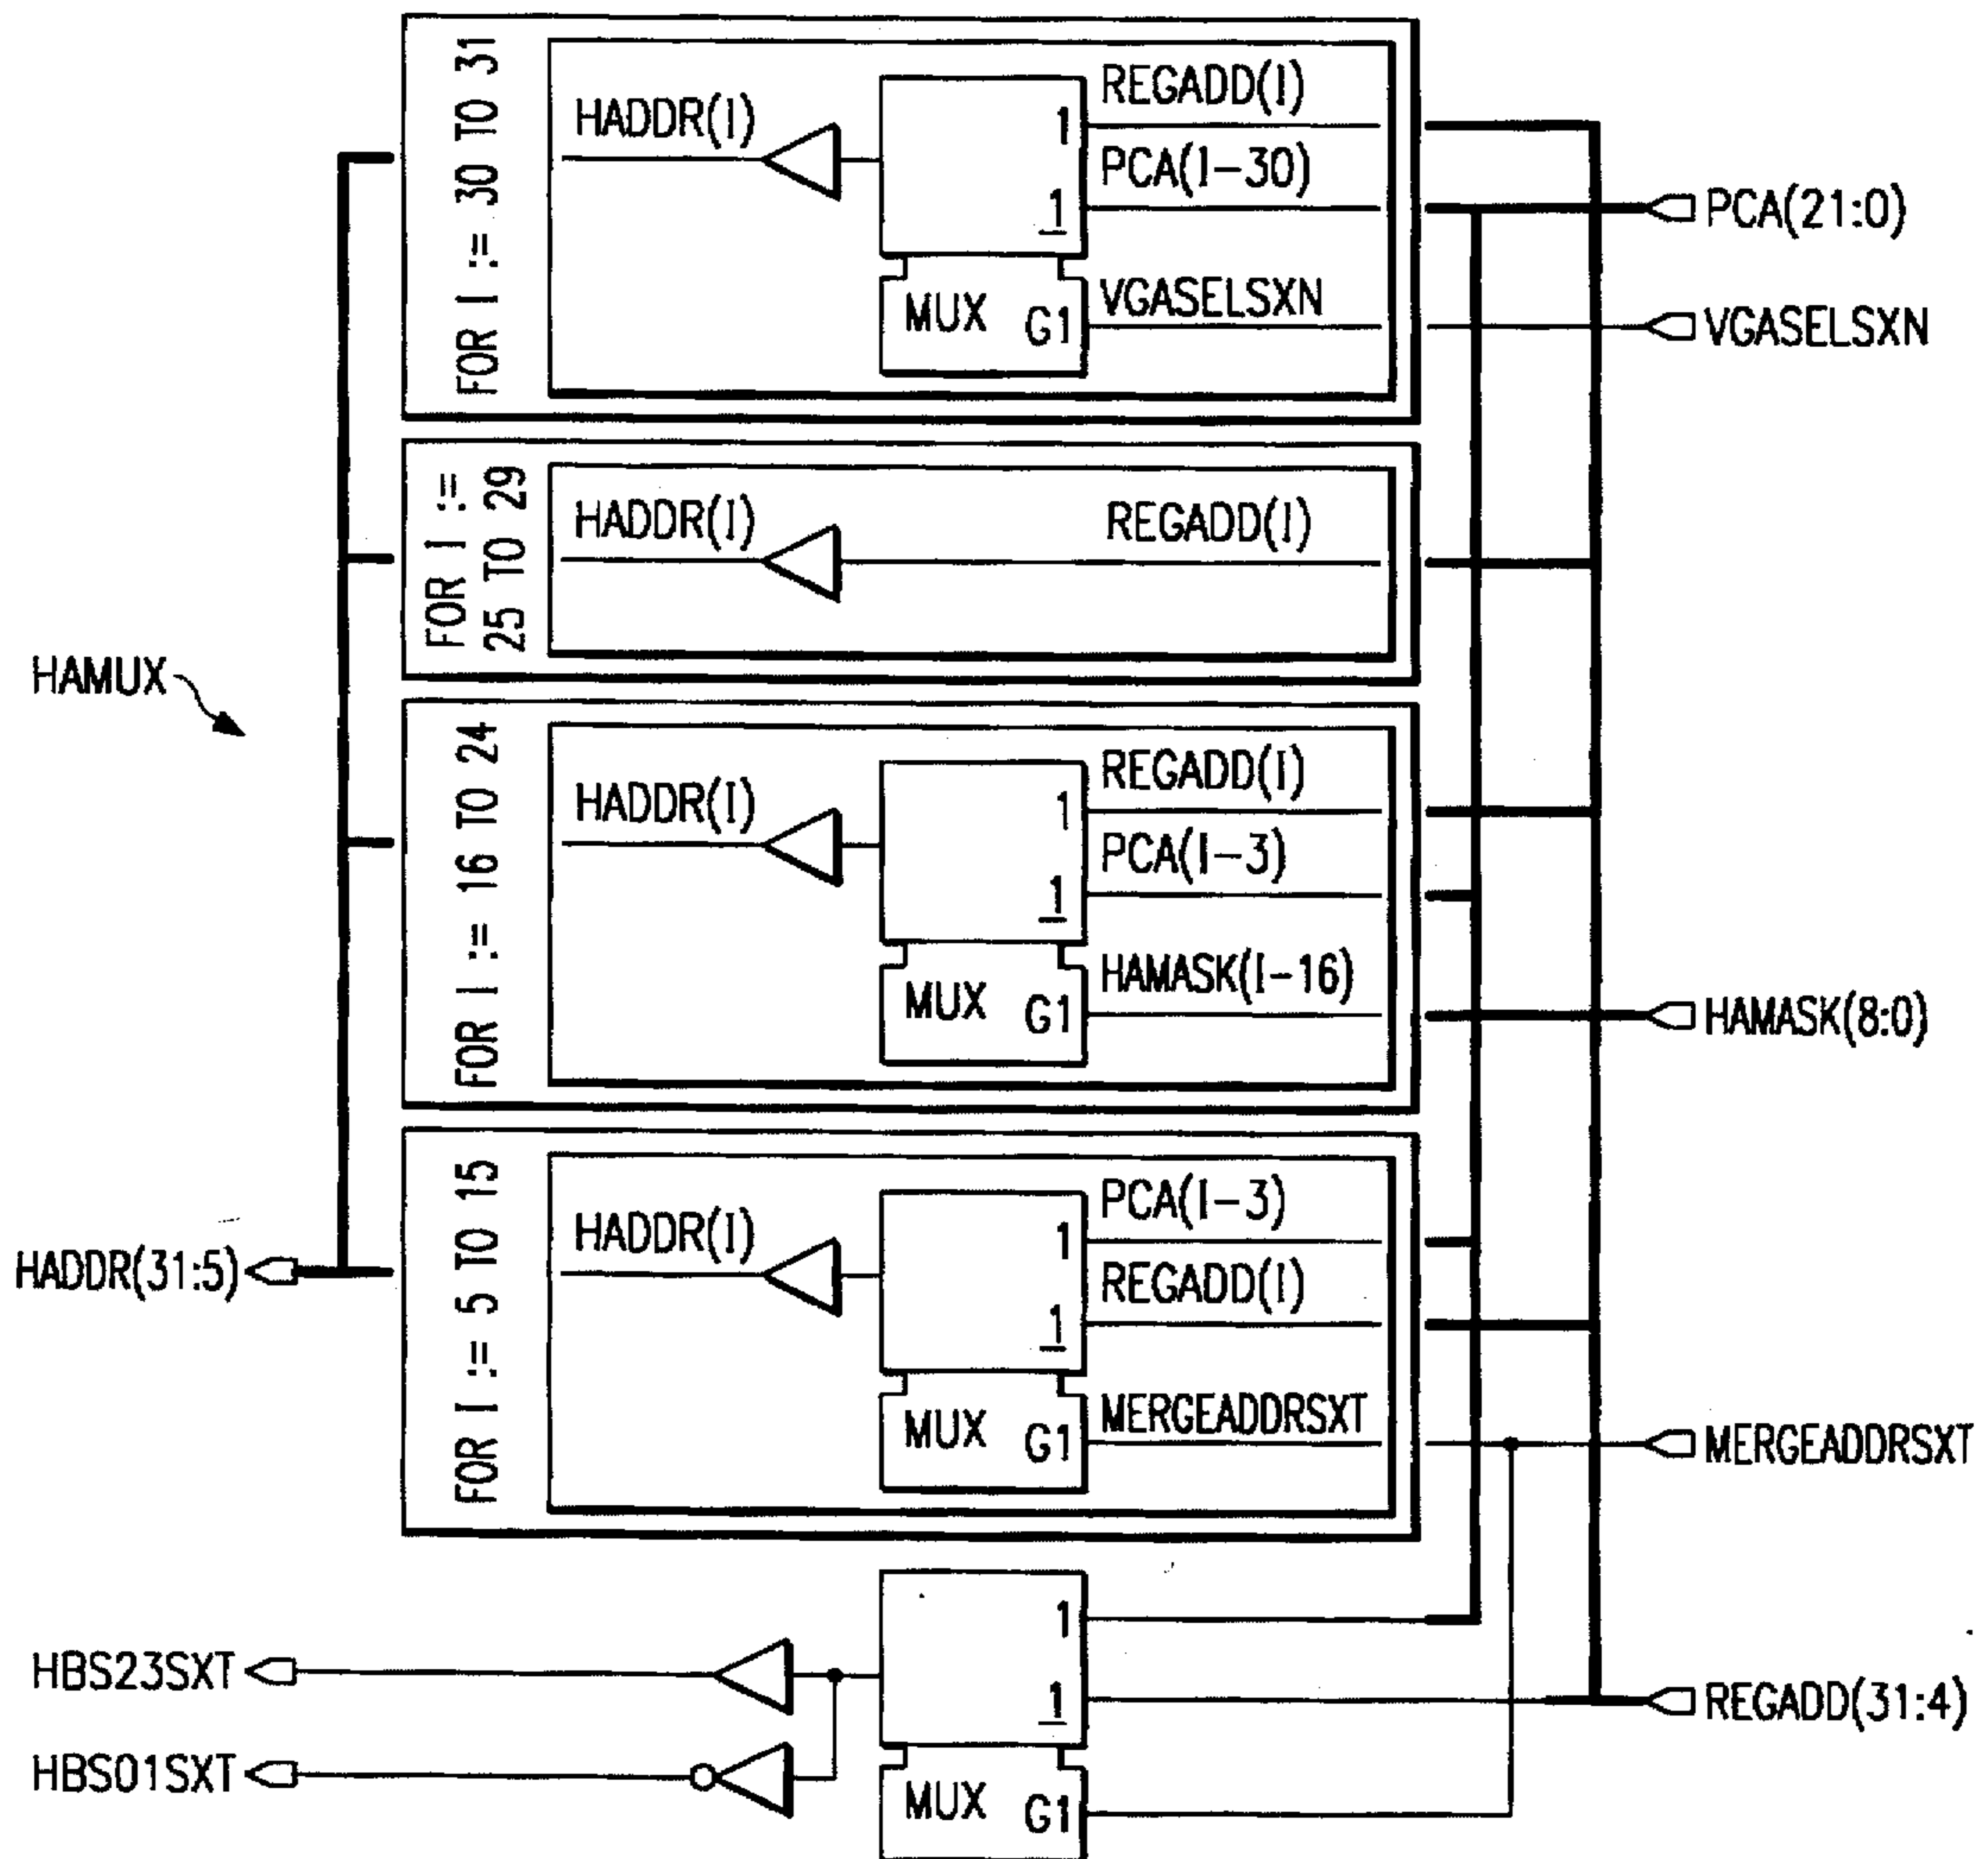 FOR I := 30 TO 31
HADDR(I)
REGADD(I)
1
PCA(I-30)
1
MUX
G1
VGASELSXN
PCA(21:0)
VGASELSXN
FOR I :=
25 TO 29
HADDR(I)
REGADD(I)
HAMUX
FOR I := 16 TO 24
HADDR(I)
REGADD(I)
1
PCA(I-3)
1
MUX
G1
HAMASK(I-16)
HAMASK(8:0)
FOR I := 5 TO 15
HADDR(I)
PCA(I-3)
1
REGADD(I)
1
MUX
G1
MERGEADDRSXT
HADDR(31:5)
MERGEADDRSXT
1
1
MUX
G1
HBS23SXT
HBS01SXT
REGADD(31:4)